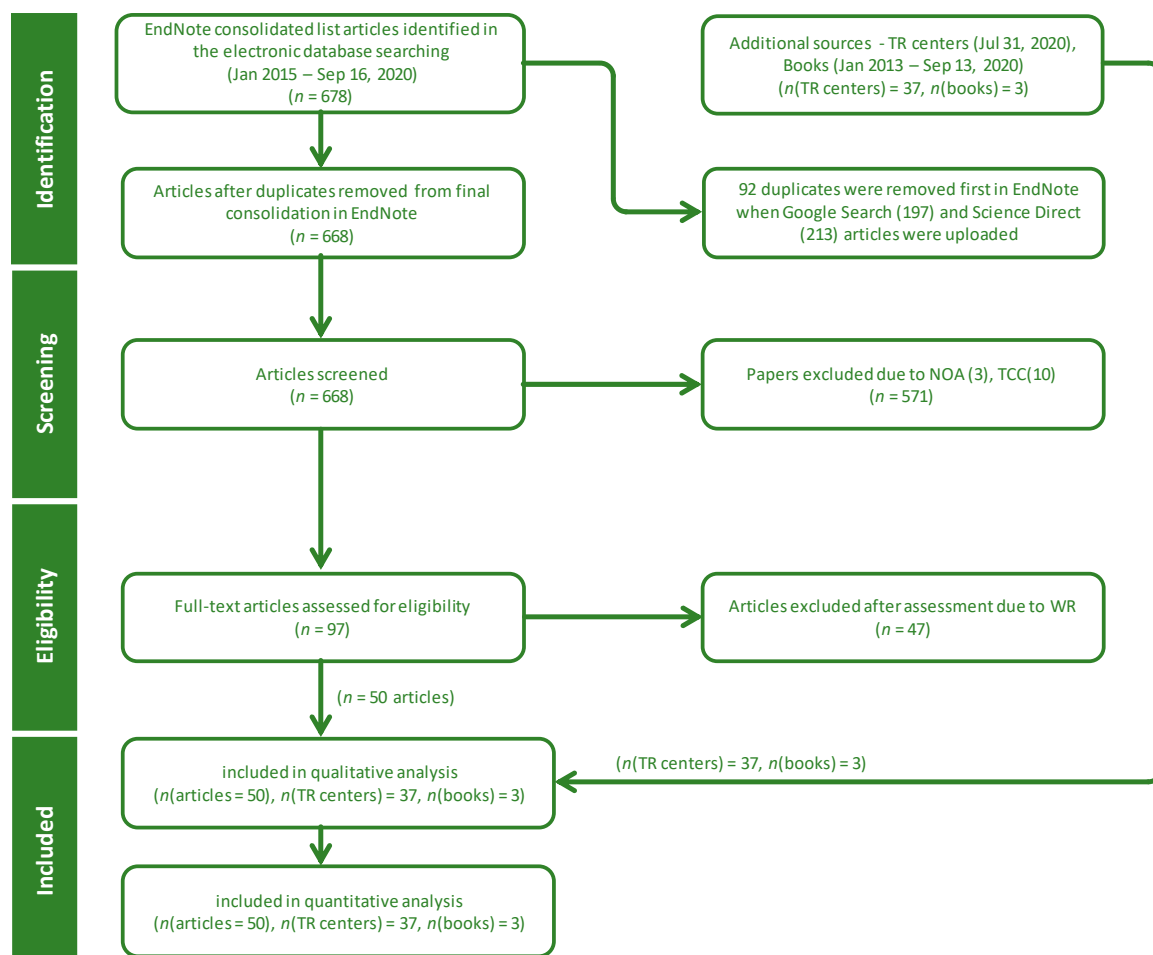 Identification
EndNote consolidated list articles identified in
the electronic database searching
(Jan 2015 – Sep 16, 2020)
(n = 678)
Additional sources - TR centers (Jul 31, 2020),
Books (Jan 2013 – Sep 13, 2020)
(n(TR centers) = 37, n(books) = 3)
Articles after duplicates removed from final
consolidation in EndNote
(n = 668)
92 duplicates were removed first in EndNote
when Google Search (197) and Science Direct
(213) articles were uploaded
Screening
Articles screened
(n = 668)
Papers excluded due to NOA (3), TCC(10)
(n = 571)
Eligibility
Full-text articles assessed for eligibility
(n = 97)
Articles excluded after assessment due to WR
(n = 47)
(n = 50 articles)
Included
included in qualitative analysis
(n(articles = 50), n(TR centers) = 37, n(books) = 3)
(n(TR centers) = 37, n(books) = 3)
included in quantitative analysis
(n(articles = 50), n(TR centers) = 37, n(books) = 3)